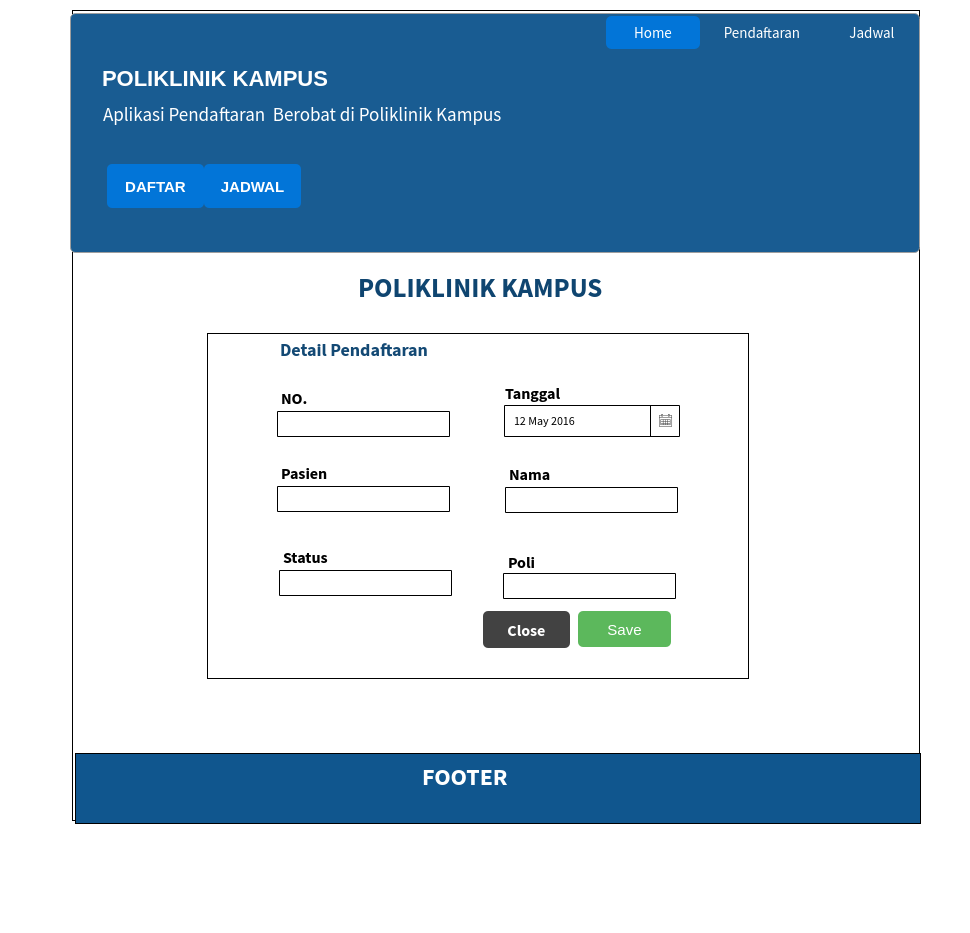 Home Pendaftaran Jadwal
POLIKLINIK KAMPUS
Aplikasi Pendaftaran Berobat di Poliklinik Kampus
DAFTAR JADWAL
POLIKLINIK KAMPUS
Detail Pendaftaran
NO. Tanggal
12 May 2016
Pasien Nama
Status Poli
Close Save
FOOTER